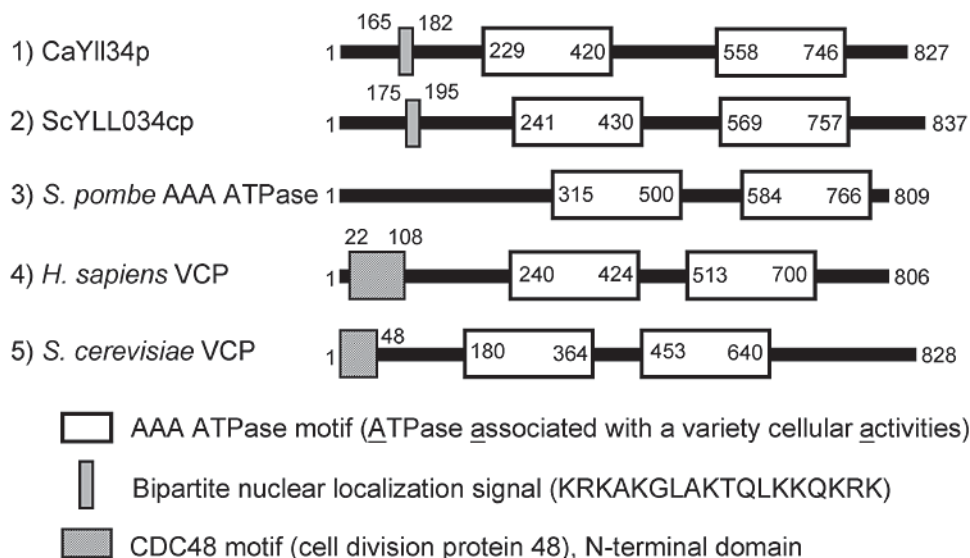 165 182
1) CaYll34p 1 229 420 558 746 827
175 195
2) ScYLL034cp 1 241 430 569 757 837
3) S. pombe AAA ATPase 1 315 500 584 766 809
22 108
4) H. sapiens VCP 1 240 424 513 700 806
48
5) S. cerevisiae VCP 1 180 364 453 640 828
AAA ATPase motif (ATPase associated with a variety cellular activities)
Bipartite nuclear localization signal (KRKAKGLAKTQLKKQKRK)
CDC48 motif (cell division protein 48), N-terminal domain